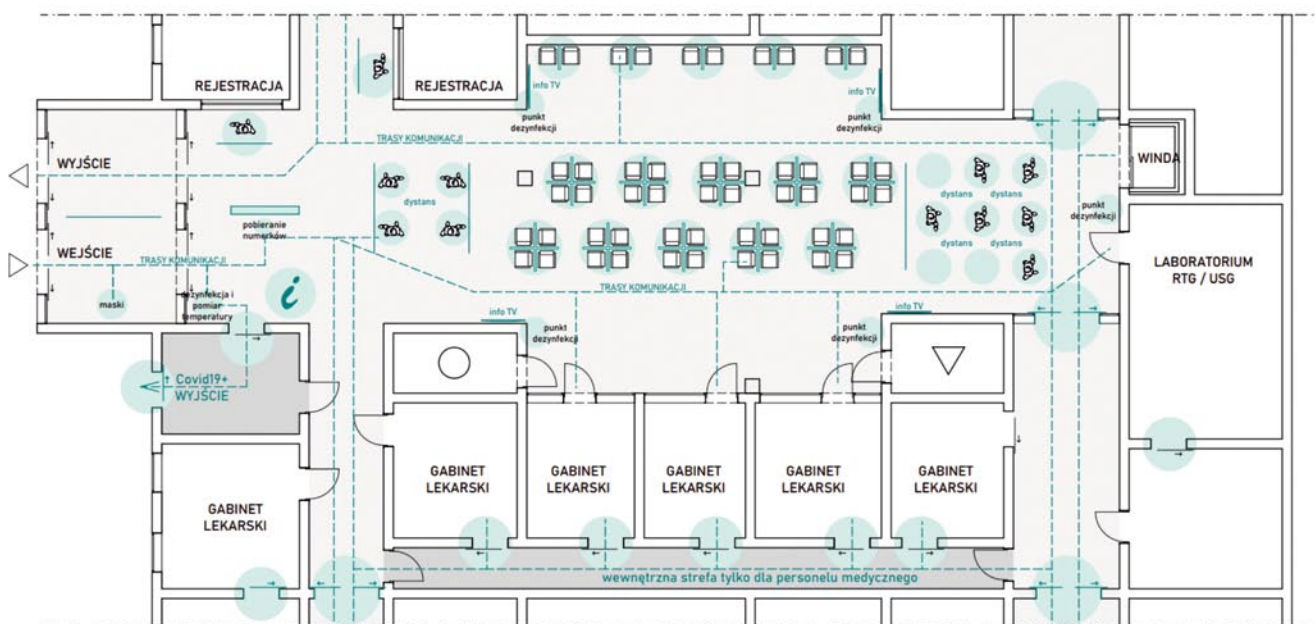 REJESTRACJA
REJESTRACJA
info TV
info TV
punkt
dezynfekcji
punkt
dezynfekcji
TRASY KOMUNIKACJI
WYJŚCIE
WINDA
dystans
dystans
dystans
punkt
dezynfekcji
pobieranie
numerków
WEJŚCIE
dystans
dystans
TRASY KOMUNIKACJI
LABORATORIUM
RTG / USG
maski
dezynfekcja i
pomiar
temperatury
i
TRASY KOMUNIKACJI
info TV
info TV
punkt
dezynfekcji
punkt
dezynfekcji
Covid19+
WYJŚCIE
GABINET
LEKARSKI
GABINET
LEKARSKI
GABINET
LEKARSKI
GABINET
LEKARSKI
GABINET
LEKARSKI
GABINET
LEKARSKI
wewnętrzna strefa tylko dla personelu medycznego